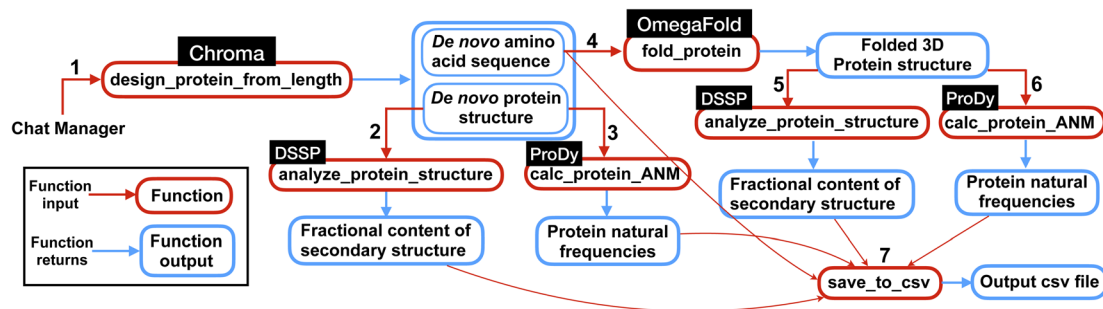 Chroma
1
design_protein_from_length
Chat Manager
De novo amino
acid sequence
De novo protein
structure
4
OmegaFold
fold_protein
Folded 3D
Protein structure
2
3
5
6
DSSP
analyze_protein_structure
ProDy
calc_protein_ANM
DSSP
analyze_protein_structure
ProDy
calc_protein_ANM
Fractional content of
secondary structure
Protein natural
frequencies
Fractional content of
secondary structure
Protein natural
frequencies
7
save_to_csv
Output csv file
Function
input
Function
Function
returns
Function
output